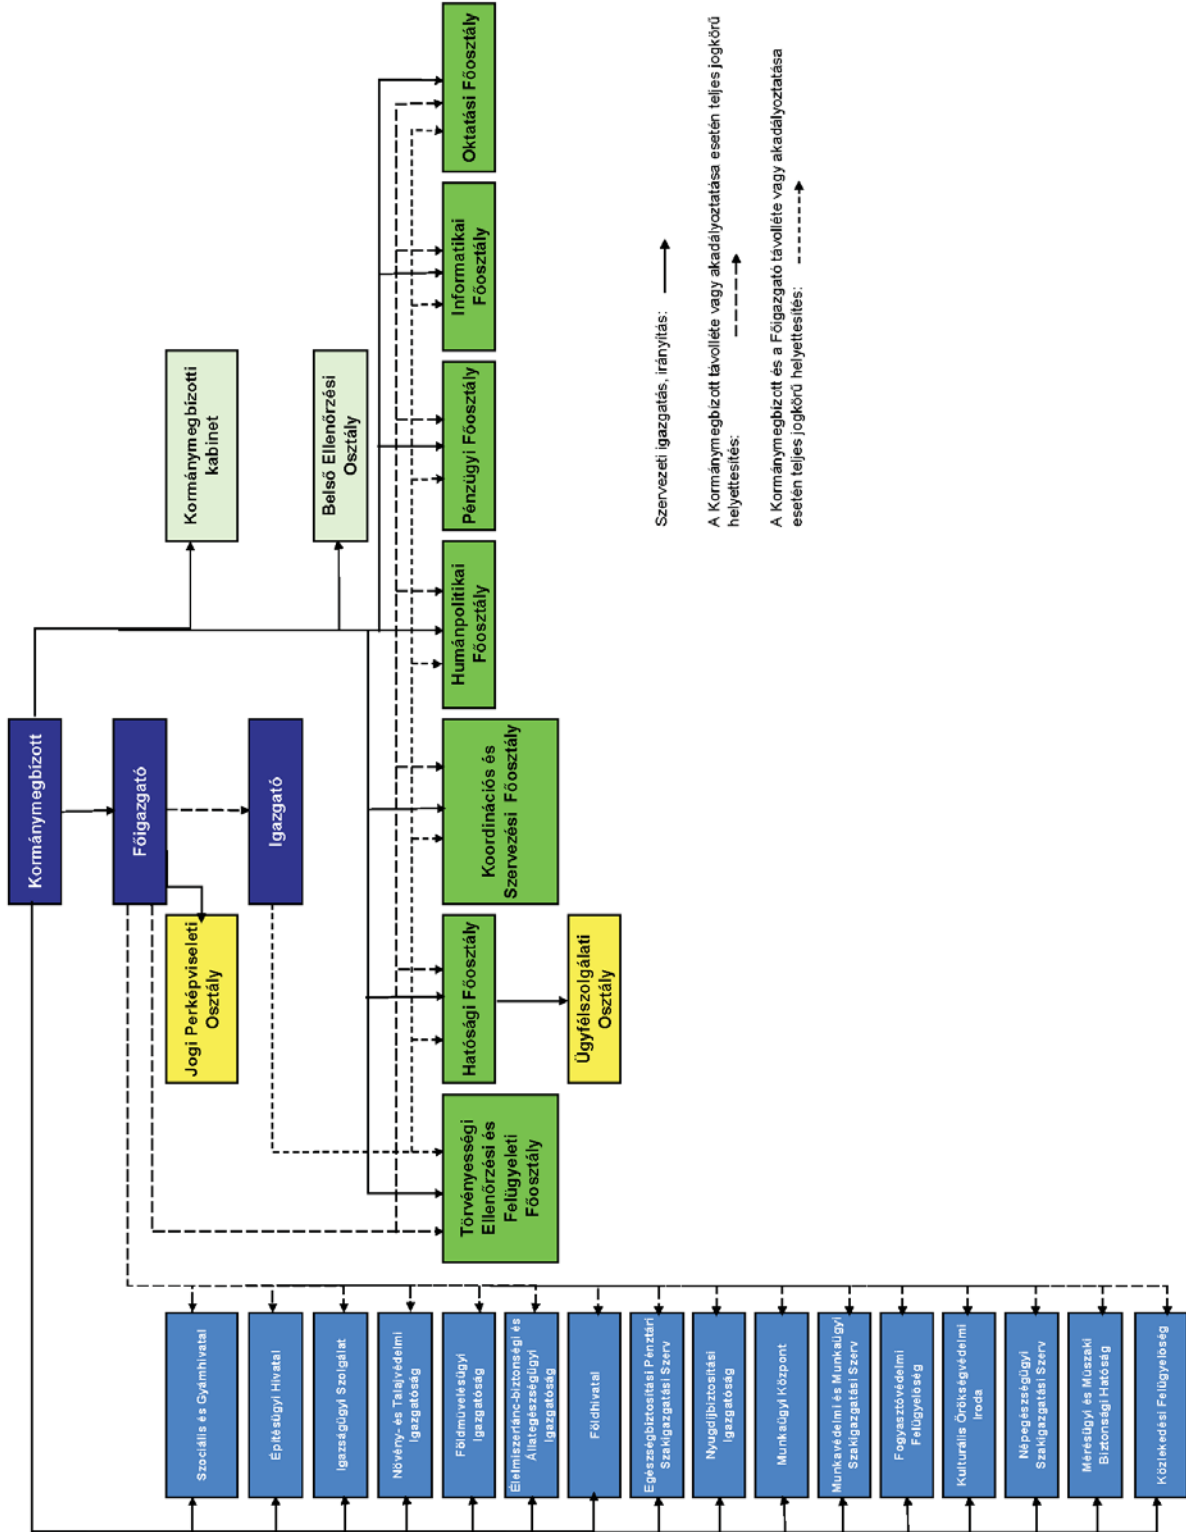 Kormánymegbízott
Főigazgató
Igazgató
Kormánymegbízotti
kabinet
Belső Ellenőrzési
Osztály
Jogi Perképviseleti
Osztály
Törvényességi
Ellenőrzési és
Felügyeleti
Főosztály
Hatósági Főosztály
Koordinációs és
Szervezési Főosztály
Humánpolitikai
Főosztály
Pénzügyi Főosztály
Informatikai
Főosztály
Oktatási Főosztály
Ügyfélszolgálati
Osztály
Szociális és Gyámhivatal
Építésügyi Hivatal
Igazságügyi Szolgálat
Növény- és Talajvédelmi
Igazgatóság
Földművelésügyi
Igazgatóság
Élelmiszerlánc-biztonsági és
Állategészségügyi
Igazgatóság
Földhivatal
Egészségbiztosítási Pénztári
Szakigazgatási Szerv
Nyugdíjbiztosítási
Igazgatóság
Munkaügyi Központ
Munkavédelmi és Munkaügyi
Szakigazgatási Szerv
Fogyasztóvédelmi
Felügyelőség
Kulturális Örökségvédelmi
Iroda
Népegészségügyi
Szakigazgatási Szerv
Mérésügyi és Műszaki
Biztonsági Hatóság
Közlekedési Felügyelőség
Szervezeti igazgatás, irányítás:
A Kormánymegbízott távolléte vagy akadályoztatása esetén teljes jogkörű
helyettesítés:
A Kormánymegbízott és a Főigazgató távolléte vagy akadályoztatása
esetén teljes jogkörű helyettesítés: